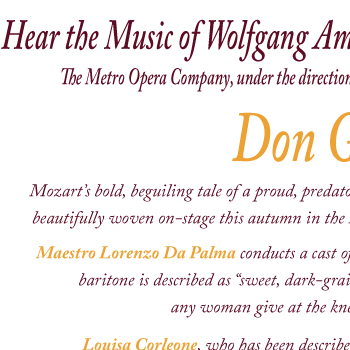 Hear the Music of Wolfgang Am
The Metro Opera Company, under the direction
Don G
Mozart's bold, beguiling tale of a proud, predato
beautifully woven on-stage this autumn in the
Maestro Lorenzo Da Palma conducts a cast of
baritone is described as "sweet, dark-grai
any woman give at the kne
Louisa Corleone, who has been describe